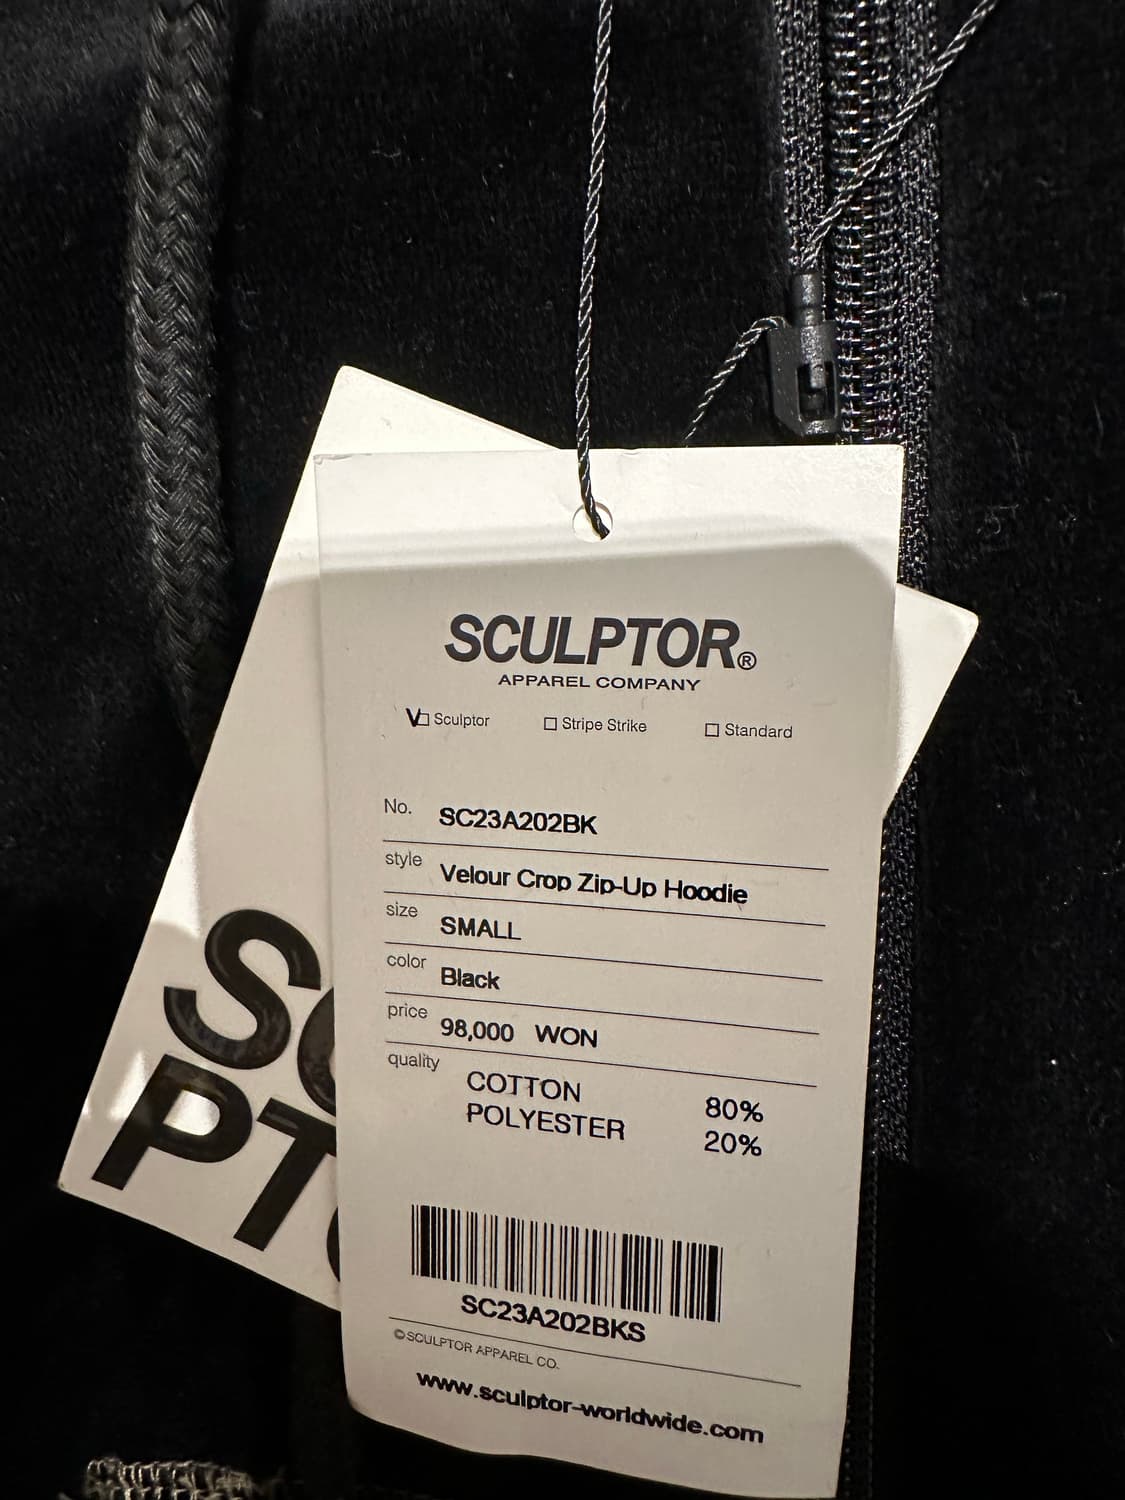 SCULPTOR®
APPAREL COMPANY
Sculptor Stripe Strike Standard
No. SC23A202BK
style Velour Crop Zip-Up Hoodie
size SMALL
color Black
price 98,000 WON
quality
COTTON 80%
POLYESTER 20%
SC23A202BKS
©SCULPTOR APPAREL CO.
www.sculptor-worldwide.com
SC
PT